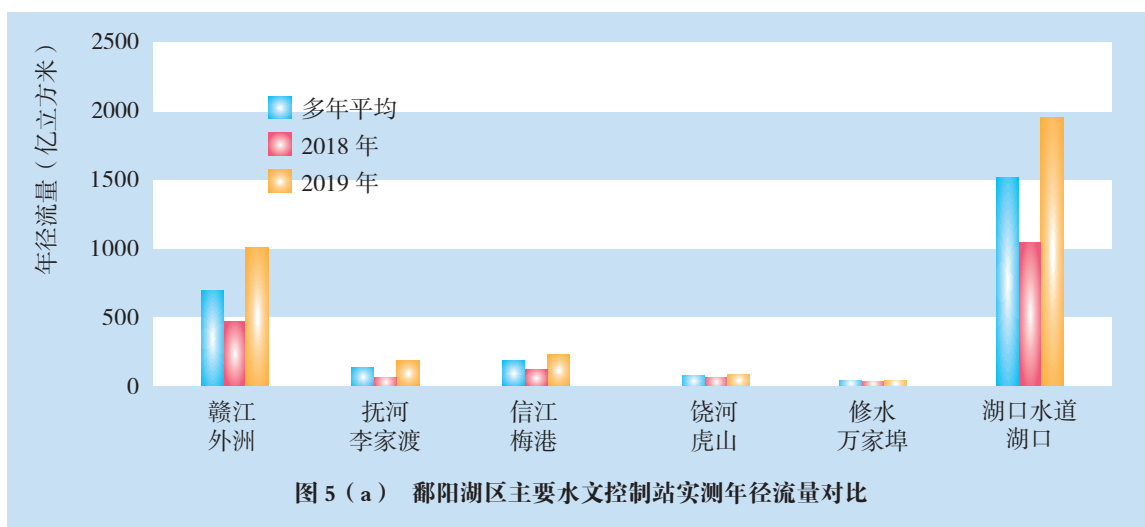 2500
2000
1500
1000
500
0
年径流量（亿立方米）
多年平均
2018 年
2019 年
赣江 抚河 信江 饶河 修水 湖口水道
外洲 李家渡 梅港 虎山 万家埠 湖口
图 5（a） 鄱阳湖区主要水文控制站实测年径流量对比